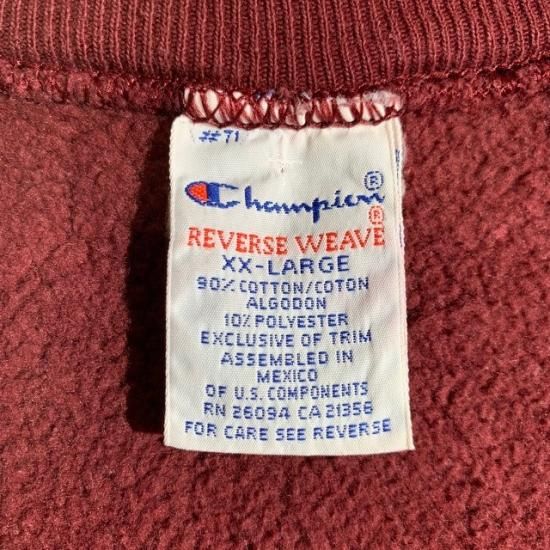 #71
Champion®
REVERSE WEAVE®
XX-LARGE
90% COTTON/COTON
ALGODON
10% POLYESTER
EXCLUSIVE OF TRIM
ASSEMBLED IN
MEXICO
OF U.S. COMPONENTS
RN 26094 CA 21356
FOR CARE SEE REVERSE